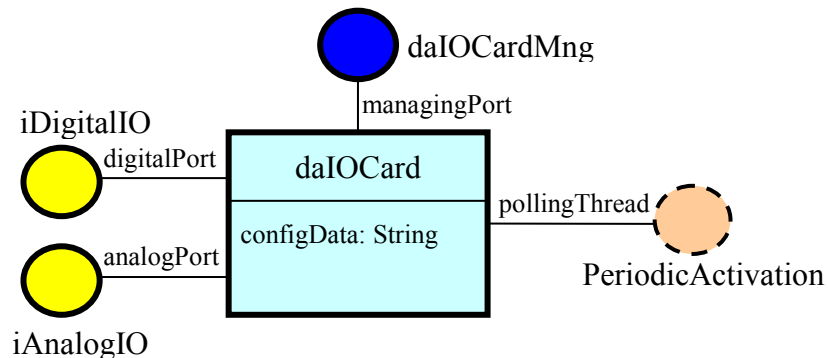 daIOCardMng
managingPort
iDigitalIO
digitalPort
daIOCard
pollingThread
configData: String
analogPort
PeriodicActivation
iAnalogIO